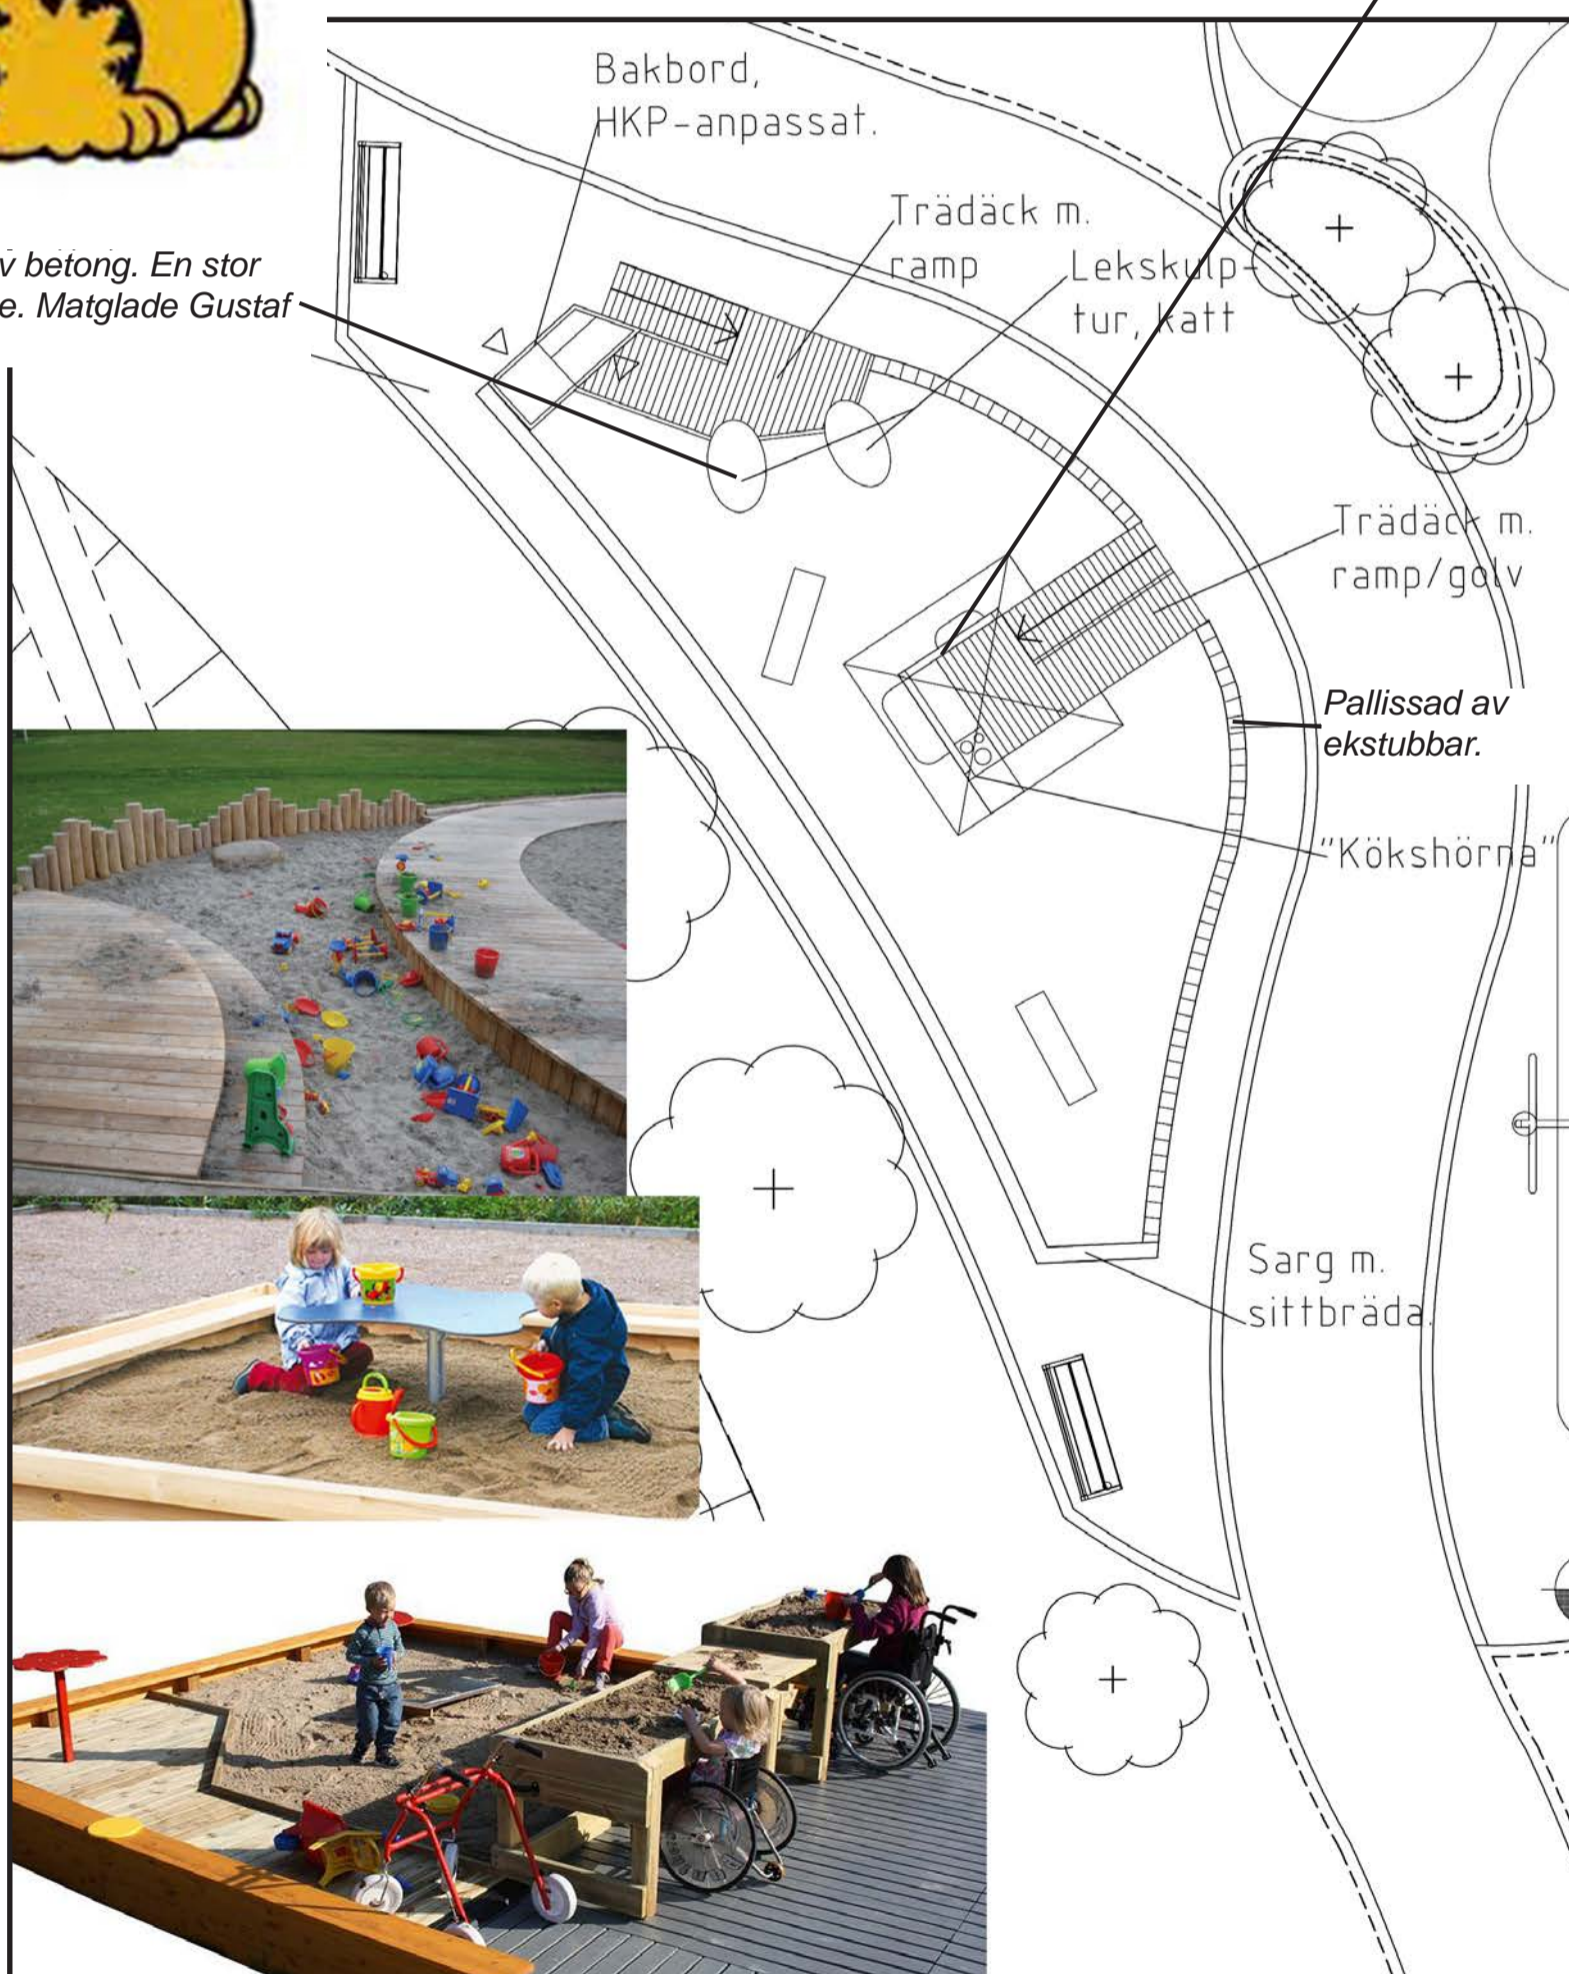 Bakbord,
HKP-anpassat.
Trädäck m.
ramp
Lekskulp-
tur, katt
v betong. En stor
e. Matglade Gustaf
Trädäck m.
ramp/golv
Pallissad av
ekstubbar.
"Kökshörna"
Sarg m.
sittbräda.